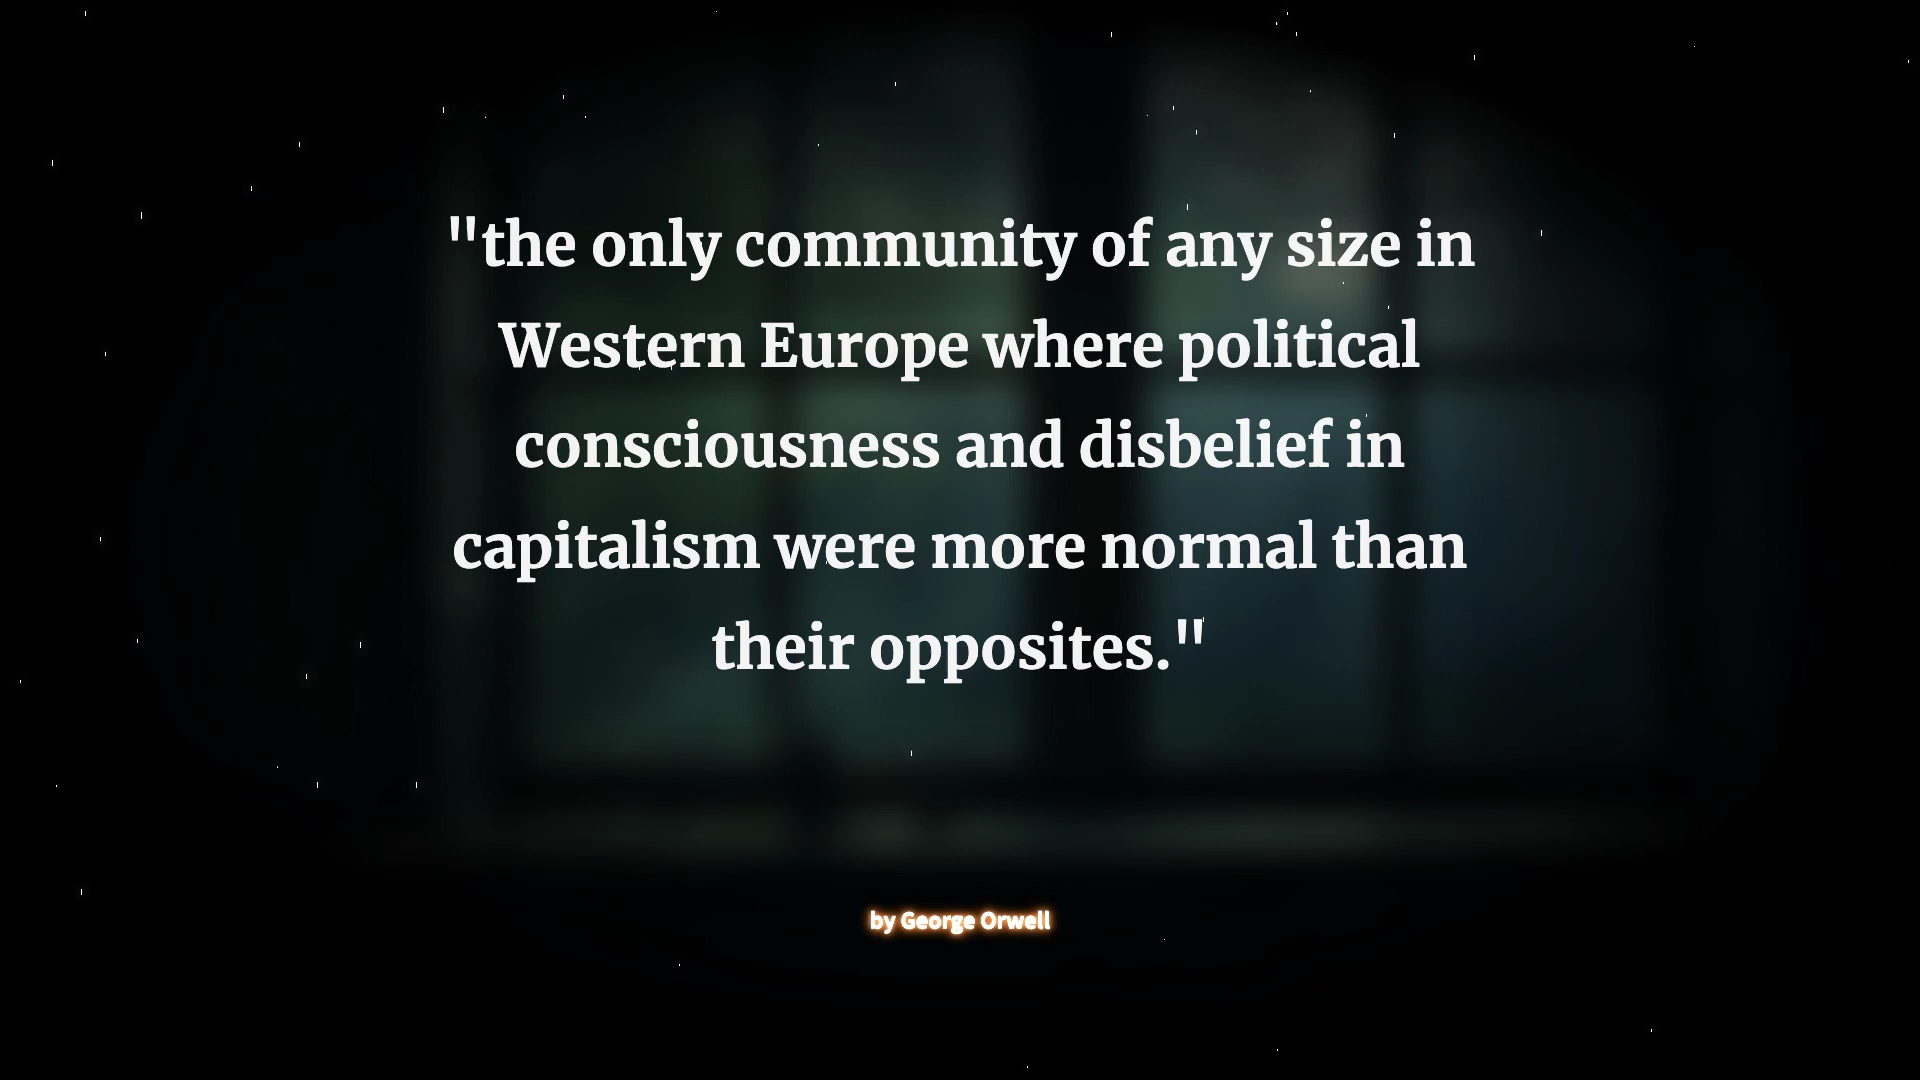 "the only community of any size in
Western Europe where political
consciousness and disbelief in
capitalism were more normal than
their opposites."
by George Orwell